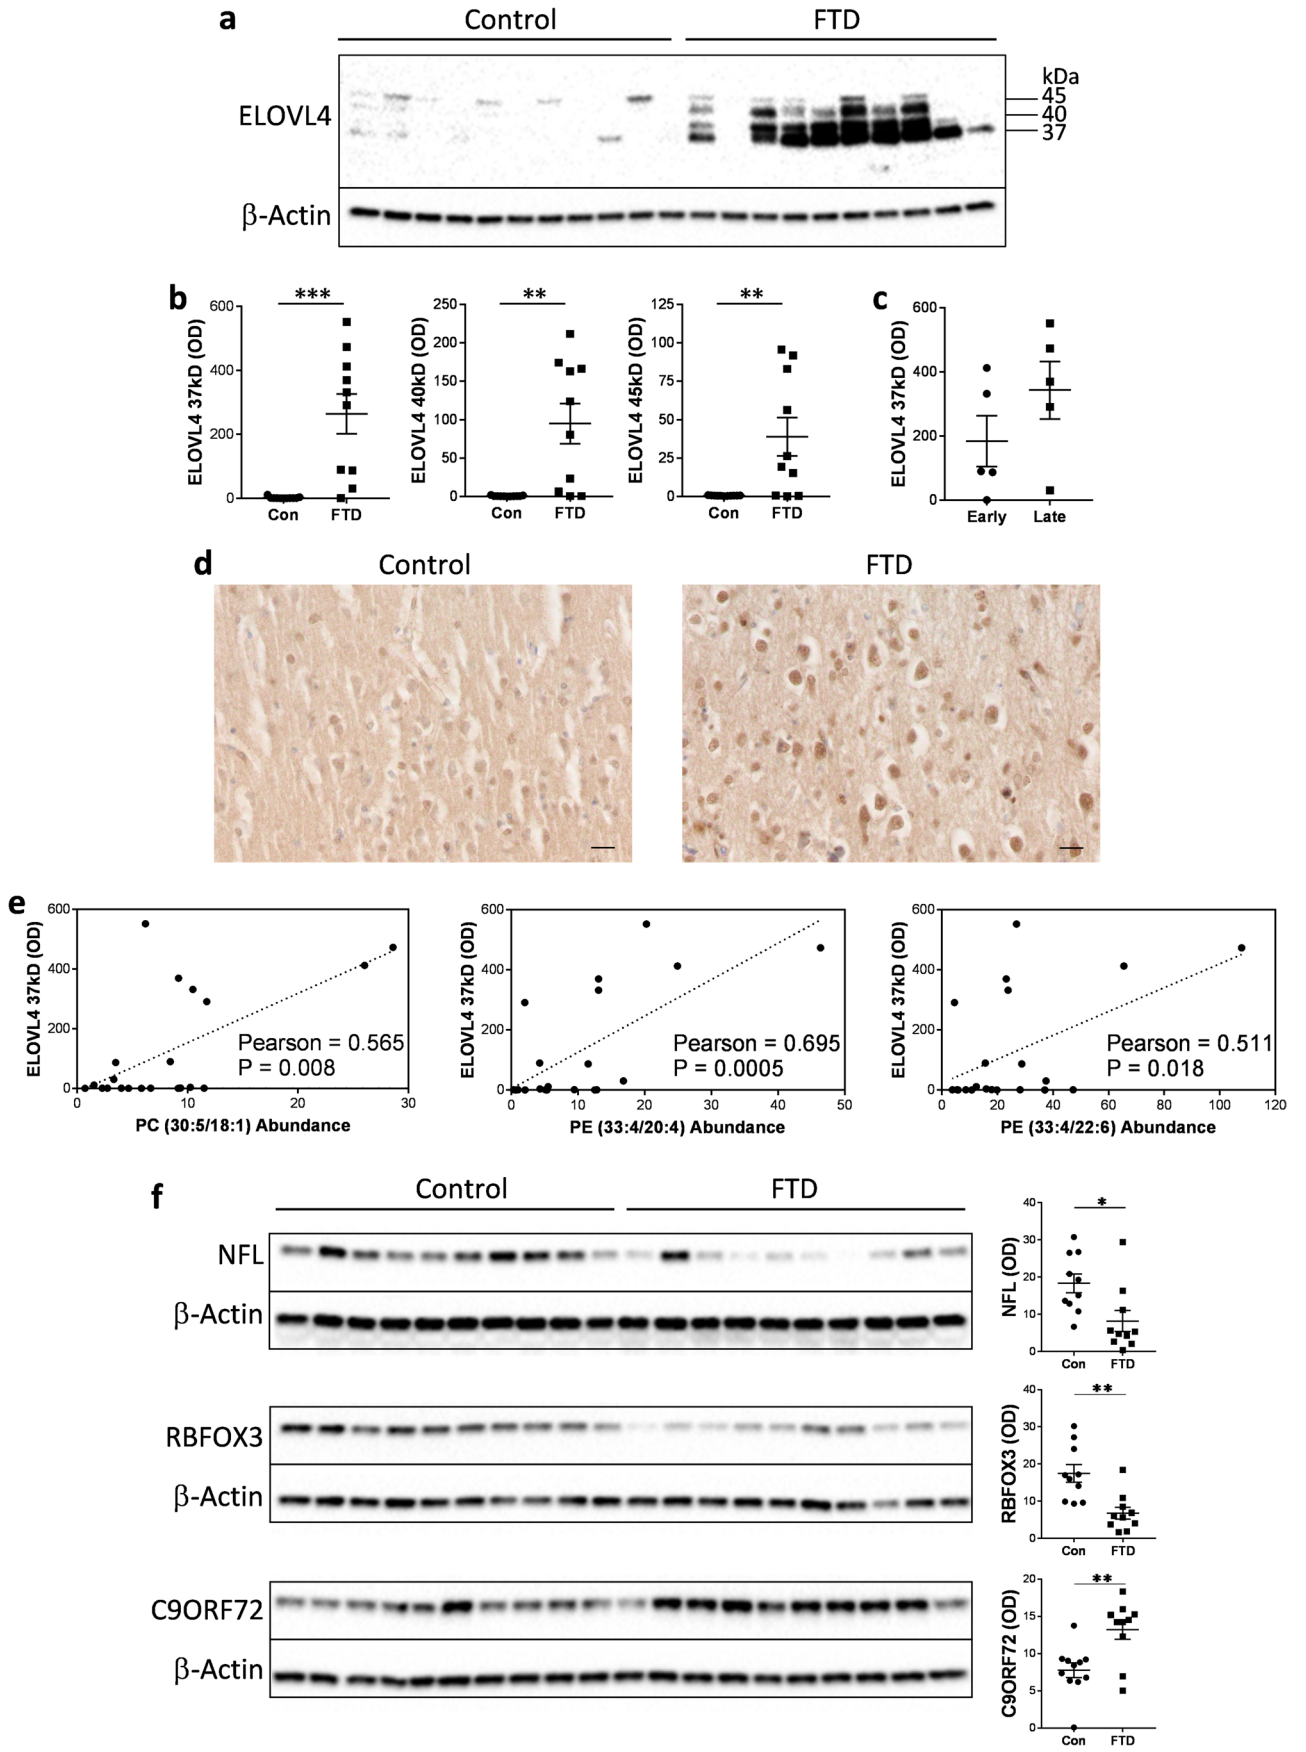 a
Control FTD
ELOVL4
kDa
45
40
37
β-Actin
b
***
ELOVL4 37kD (OD)
600
400
200
0
Con FTD
**
ELOVL4 40kD (OD)
250
200
150
100
50
0
Con FTD
**
ELOVL4 45kD (OD)
125
100
75
50
25
0
Con FTD
c
ELOVL4 37kD (OD)
600
400
200
0
Early Late
d
Control FTD
e
ELOVL4 37kD (OD)
600
400
200
0
Pearson = 0.565
P = 0.008
0 10 20 30
PC (30:5/18:1) Abundance
ELOVL4 37kD (OD)
600
400
200
0
Pearson = 0.695
P = 0.0005
0 10 20 30 40 50
PE (33:4/20:4) Abundance
ELOVL4 37kD (OD)
600
400
200
0
Pearson = 0.511
P = 0.018
0 20 40 60 80 100 120
PE (33:4/22:6) Abundance
f
Control FTD
NFL
β-Actin
*
NFL (OD)
40
30
20
10
0
Con FTD
RBFOX3
β-Actin
**
RBFOX3 (OD)
40
30
20
10
0
Con FTD
C9ORF72
β-Actin
**
C9ORF72 (OD)
20
15
10
5
0
Con FTD